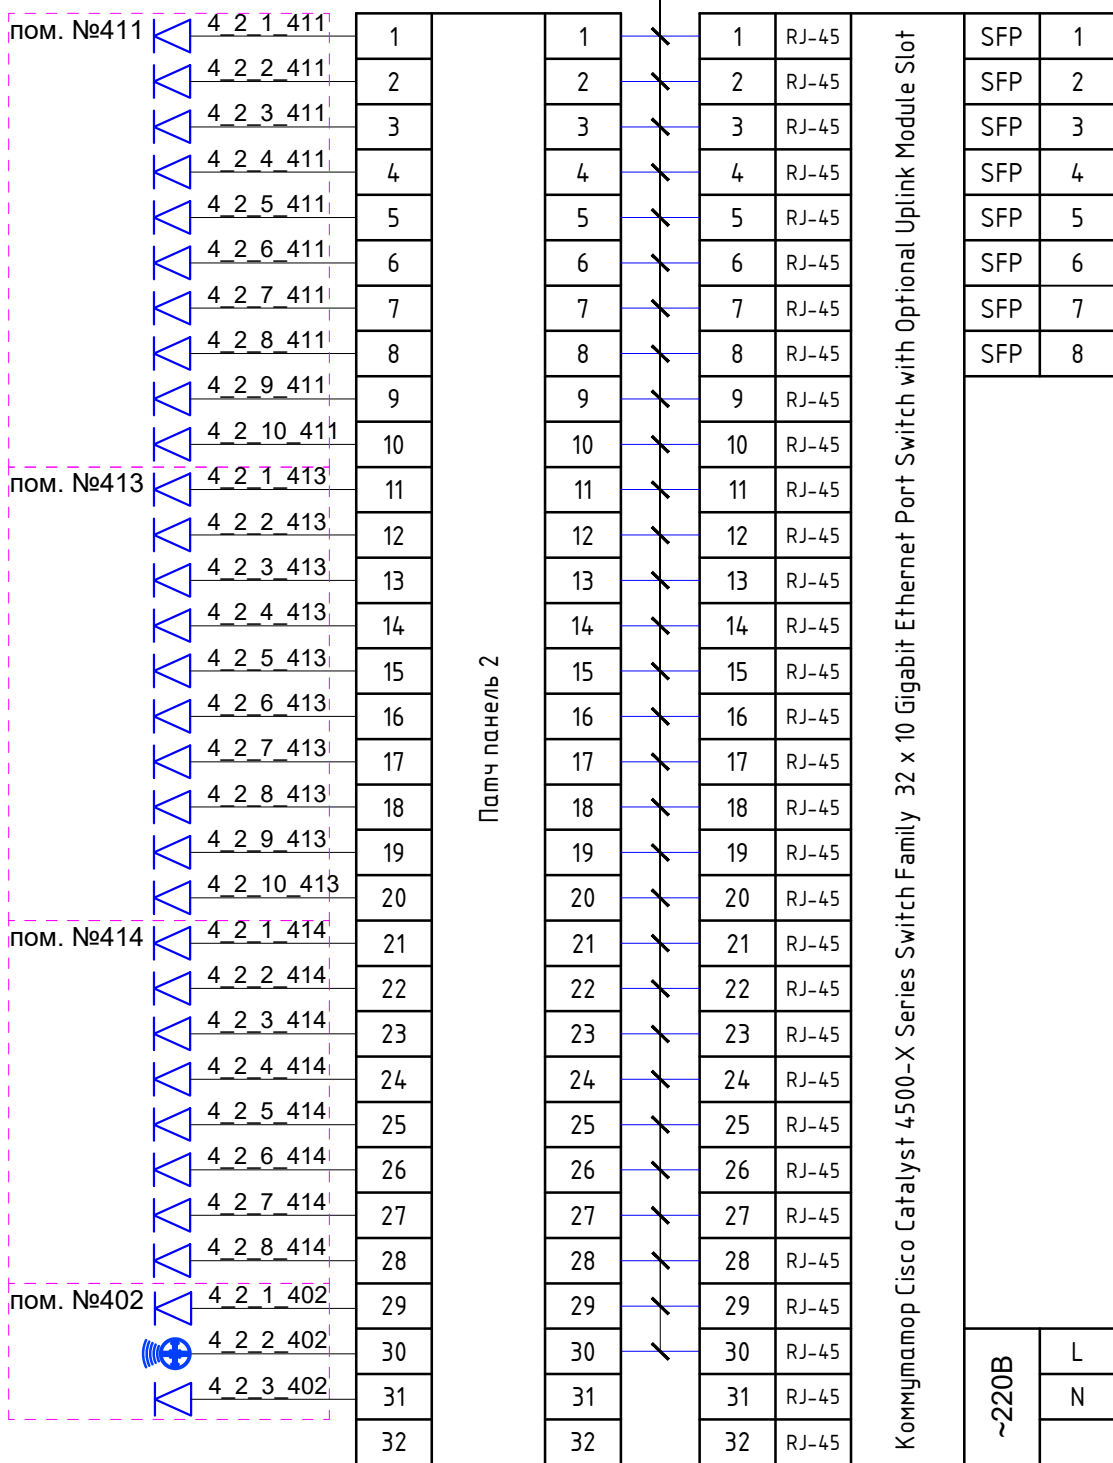 пом. №411 4_2_1_411 1 1 1 RJ-45 SFP 1
4_2_2_411 2 2 2 RJ-45 SFP 2
4_2_3_411 3 3 3 RJ-45 SFP 3
4_2_4_411 4 4 4 RJ-45 SFP 4
4_2_5_411 5 5 5 RJ-45 SFP 5
4_2_6_411 6 6 6 RJ-45 SFP 6
4_2_7_411 7 7 7 RJ-45 SFP 7
4_2_8_411 8 8 8 RJ-45 SFP 8
4_2_9_411 9 9 9 RJ-45
4_2_10_411 10 10 10 RJ-45
пом. №413 4_2_1_413 11 11 11 RJ-45
4_2_2_413 12 12 12 RJ-45
4_2_3_413 13 13 13 RJ-45
4_2_4_413 14 14 14 RJ-45
4_2_5_413 15 15 15 RJ-45
4_2_6_413 16 16 16 RJ-45
4_2_7_413 17 17 17 RJ-45
4_2_8_413 18 18 18 RJ-45
4_2_9_413 19 19 19 RJ-45
4_2_10_413 20 20 20 RJ-45
пом. №414 4_2_1_414 21 21 21 RJ-45
4_2_2_414 22 22 22 RJ-45
4_2_3_414 23 23 23 RJ-45
4_2_4_414 24 24 24 RJ-45
4_2_5_414 25 25 25 RJ-45
4_2_6_414 26 26 26 RJ-45
4_2_7_414 27 27 27 RJ-45
4_2_8_414 28 28 28 RJ-45
пом. №402 4_2_1_402 29 29 29 RJ-45
4_2_2_402 30 30 30 RJ-45 L
4_2_3_402 31 31 31 RJ-45 N
32 32 32 RJ-45
Патч панель 2
Коммутатор Cisco Catalyst 4500-X Series Switch Family 32 x 10 Gigabit Ethernet Port Switch with Optional Uplink Module Slot
~220В